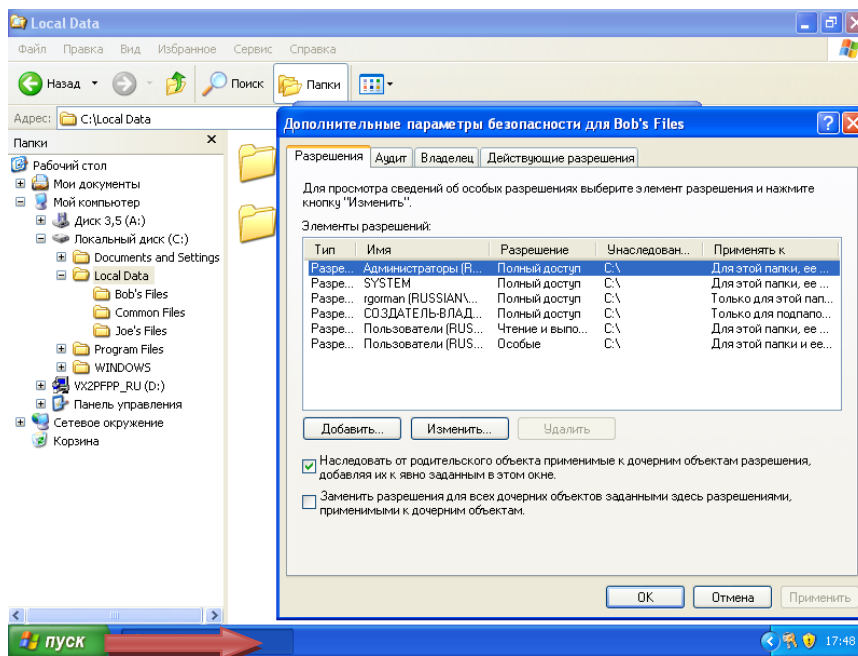 Local Data
Файл Правка Вид Избранное Сервис Справка
Назад Поиск Папки
Адрес: C:\Local Data
Папки
Рабочий стол
Мои документы
Мой компьютер
Диск 3,5 (A:)
Локальный диск (C:)
Documents and Settings
Local Data
Bob's Files
Common Files
Joe's Files
Program Files
WINDOWS
VX2PFPP_RU (D:)
Панель управления
Сетевое окружение
Корзина
Дополнительные параметры безопасности для Bob's Files
Разрешения Аудит Владелец Действующие разрешения
Для просмотра сведений об особых разрешениях выберите элемент разрешения и нажмите
кнопку "Изменить".
Элементы разрешений:
Тип Имя Разрешение Унаследован... Применять к
Разре... Администраторы (R... Полный доступ C:\ Для этой папки, ее ...
Разре... SYSTEM Полный доступ C:\ Для этой папки, ее ...
Разре... rgorman (RUSSIAN\... Полный доступ C:\ Только для этой пап...
Разре... СОЗДАТЕЛЬ-ВЛАД... Полный доступ C:\ Только для подпапо...
Разре... Пользователи (RUS... Чтение и выпо... C:\ Для этой папки, ее ...
Разре... Пользователи (RUS... Особые C:\ Для этой папки и ее...
Добавить... Изменить... Удалить
Наследовать от родительского объекта применимые к дочерним объектам разрешения,
добавляя их к явно заданным в этом окне.
Заменить разрешения для всех дочерних объектов заданными здесь разрешениями,
применимыми к дочерним объектам.
OK Отмена Применить
пуск 17:48